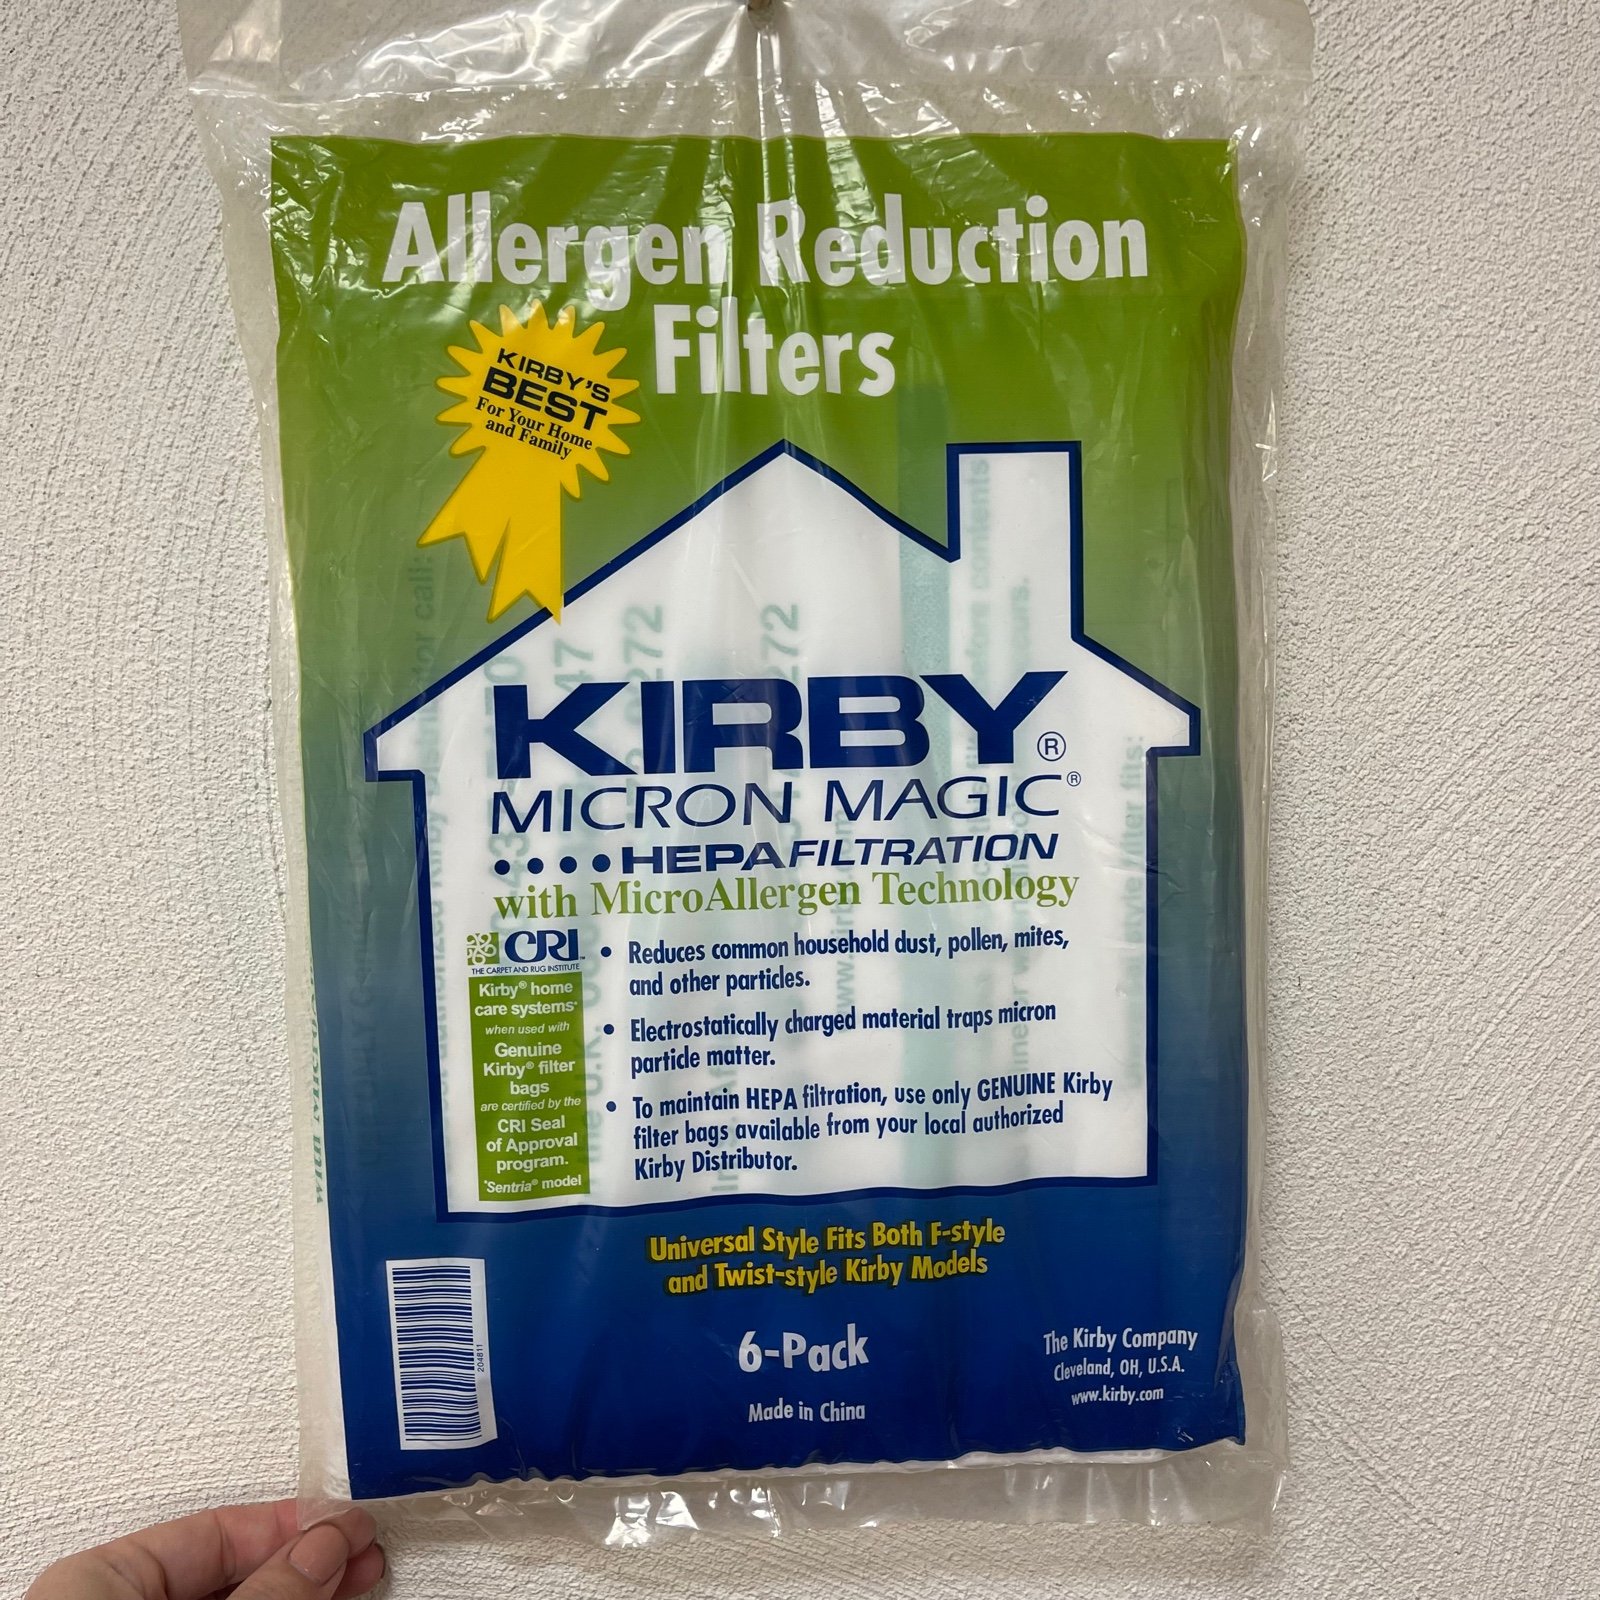 Allergen Reduction
Filters
KIRBY'S
BEST
For Your Home
and Family
KIRBY®
MICRON MAGIC®
••••HEPAFILTRATION
with MicroAllergen Technology
CRI™
THE CARPET AND RUG INSTITUTE
Kirby® home
care systems*
when used with
Genuine
Kirby® filter
bags
are certified by the
CRI Seal
of Approval
program.
*Sentria® model
• Reduces common household dust, pollen, mites,
and other particles.
• Electrostatically charged material traps micron
particle matter.
• To maintain HEPA filtration, use only GENUINE Kirby
filter bags available from your local authorized
Kirby Distributor.
Universal Style Fits Both F-style
and Twist-style Kirby Models
204811
6-Pack
Made in China
The Kirby Company
Cleveland, OH, U.S.A.
www.kirby.com